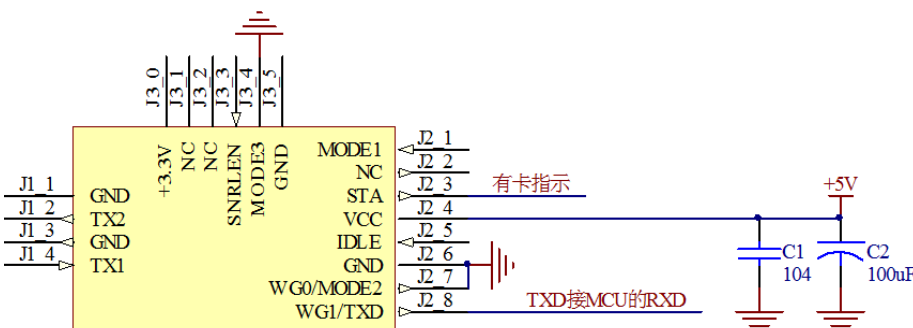 J3_0
J3_1
J3_2
J3_3
J3_4
J3_5
+3.3V
NC
NC
SNRLEN
MODE3
GND
J1_1 GND
J1_2 TX2
J1_3 GND
J1_4 TX1
MODE1 J2_1
NC J2_2
STA J2_3 有卡指示
VCC J2_4 +5V
IDLE J2_5
GND J2_6
WG0/MODE2 J2_7
WG1/TXD J2_8 TXD接MCU的RXD
C1
104
C2
100uF